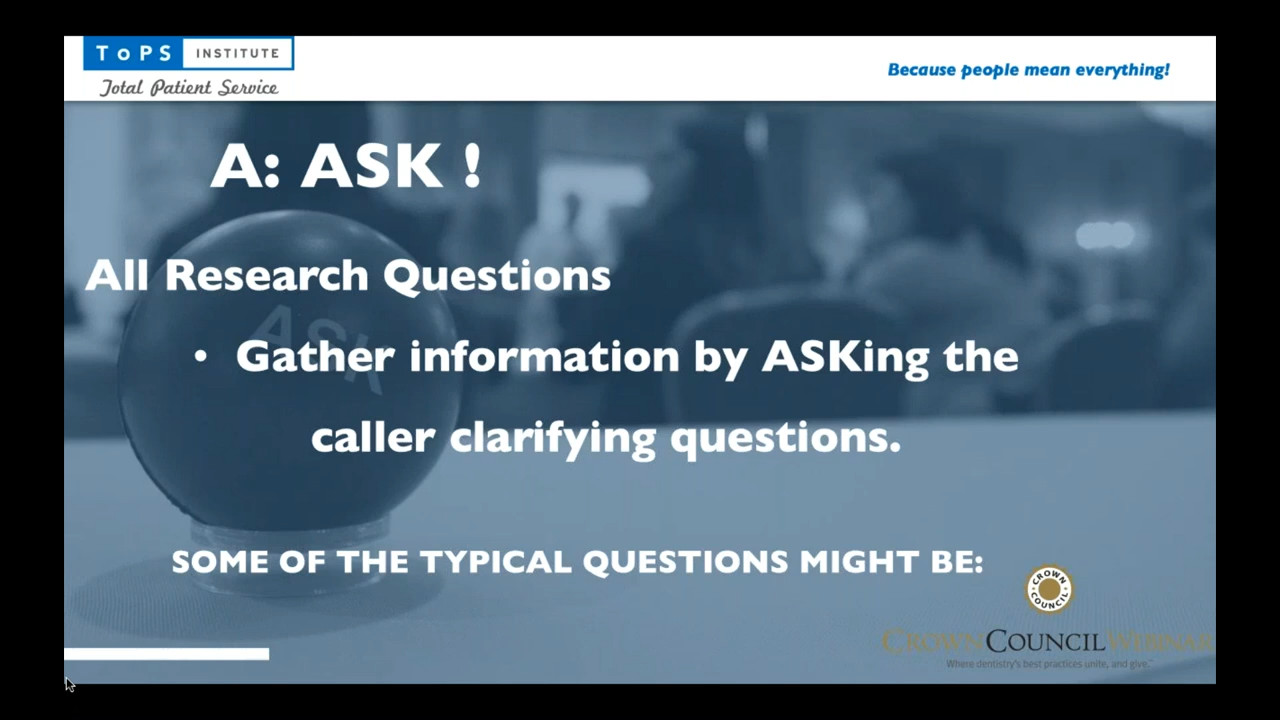 ToPS INSTITUTE
Total Patient Service
Because people mean everything!
A: ASK !
All Research Questions
ASK
• Gather information by ASKing the
caller clarifying questions.
SOME OF THE TYPICAL QUESTIONS MIGHT BE:
CROWN COUNCIL
CROWNCOUNCIL WEBINAR
Where dentistry's best practices unite, and give.™